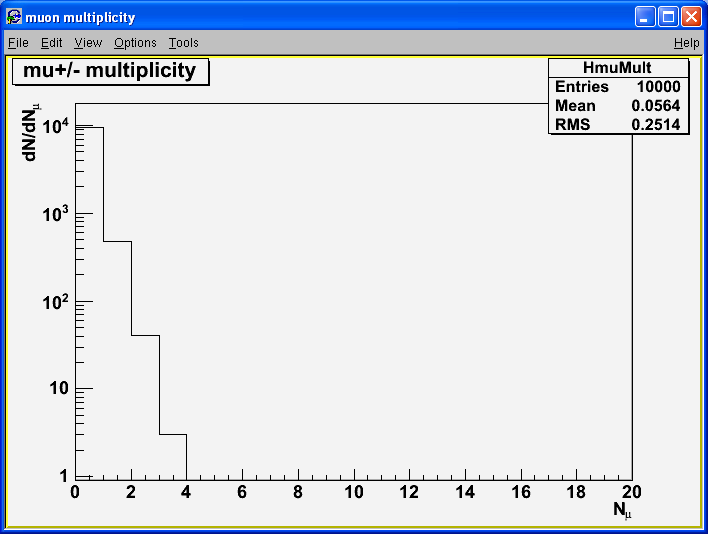 muon multiplicity
File Edit View Options Tools Help
mu+/- multiplicity
HmuMult
Entries 10000
Mean 0.0564
RMS 0.2514
dN/dNμ
10⁴
10³
10²
10
1
0 2 4 6 8 10 12 14 16 18 20
Nμ